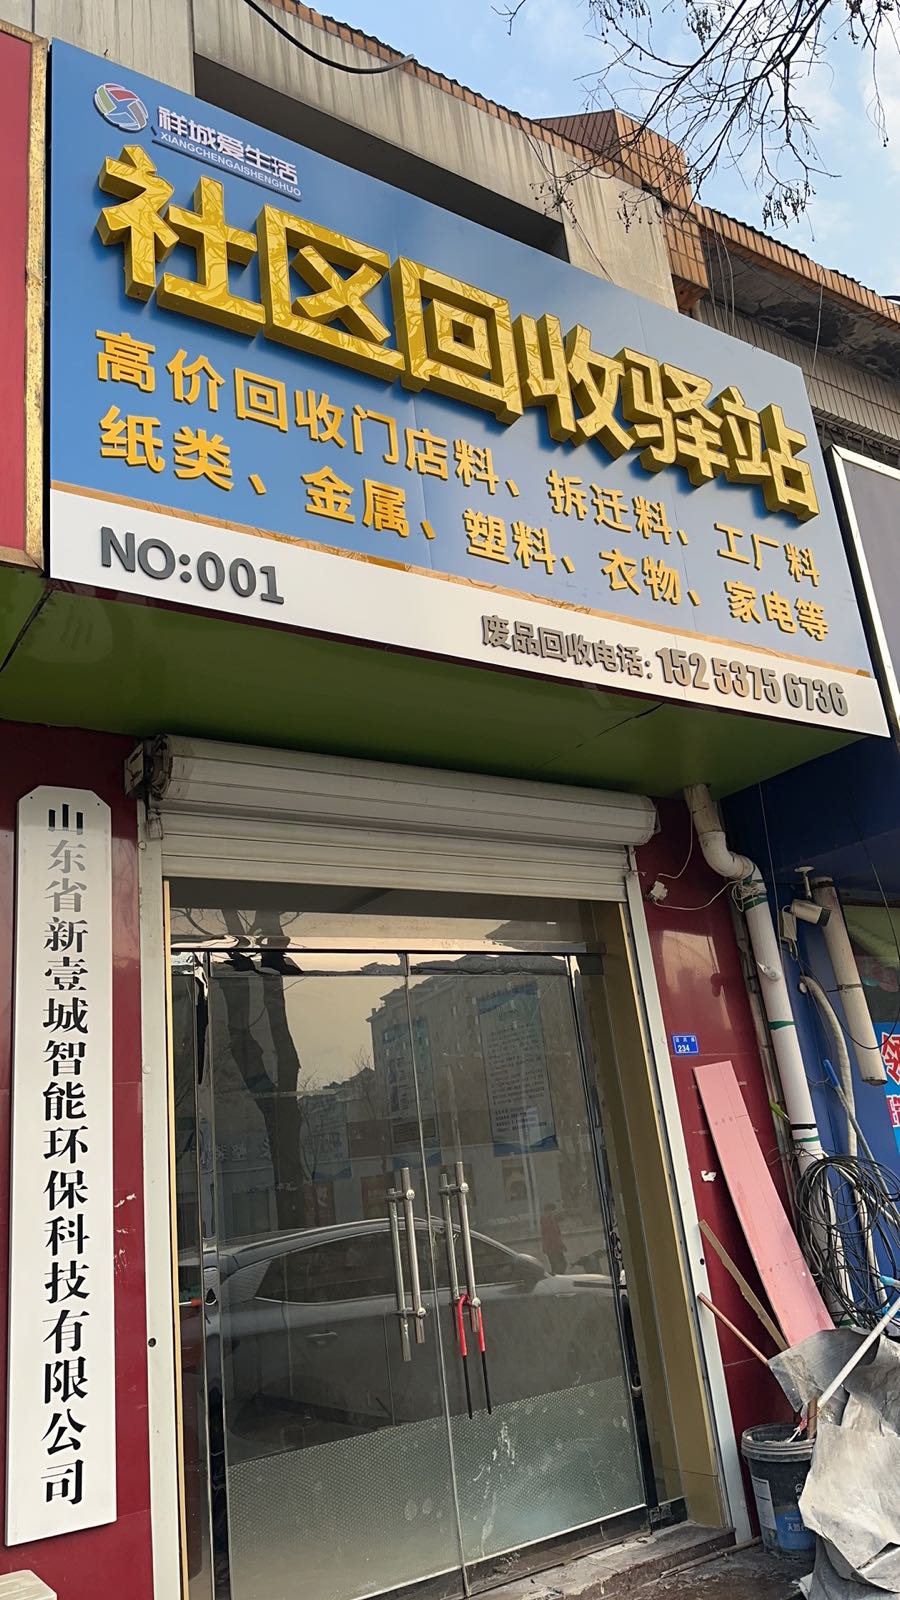 祥城爱生活
XIANGCHENGAISHENGHUO
社区回收驿站
高价回收门店料、拆迁料、工厂料
纸类、金属、塑料、衣物、家电等
NO:001
废品回收电话: 152 5375 6736
山东省新壹城智能环保科技有限公司
234